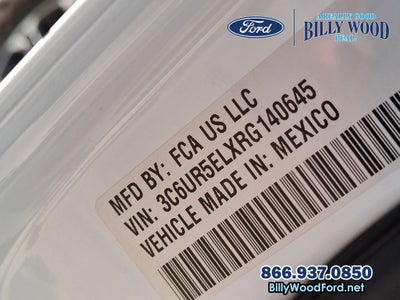 Ford
A REALLY GOOD
BILLY WOOD
DEAL!
MFD BY: FCA US LLC
VIN: 3C6UR5ELXRG140645
VEHICLE MADE IN: MEXICO
866.937.0850
BillyWoodFord.net